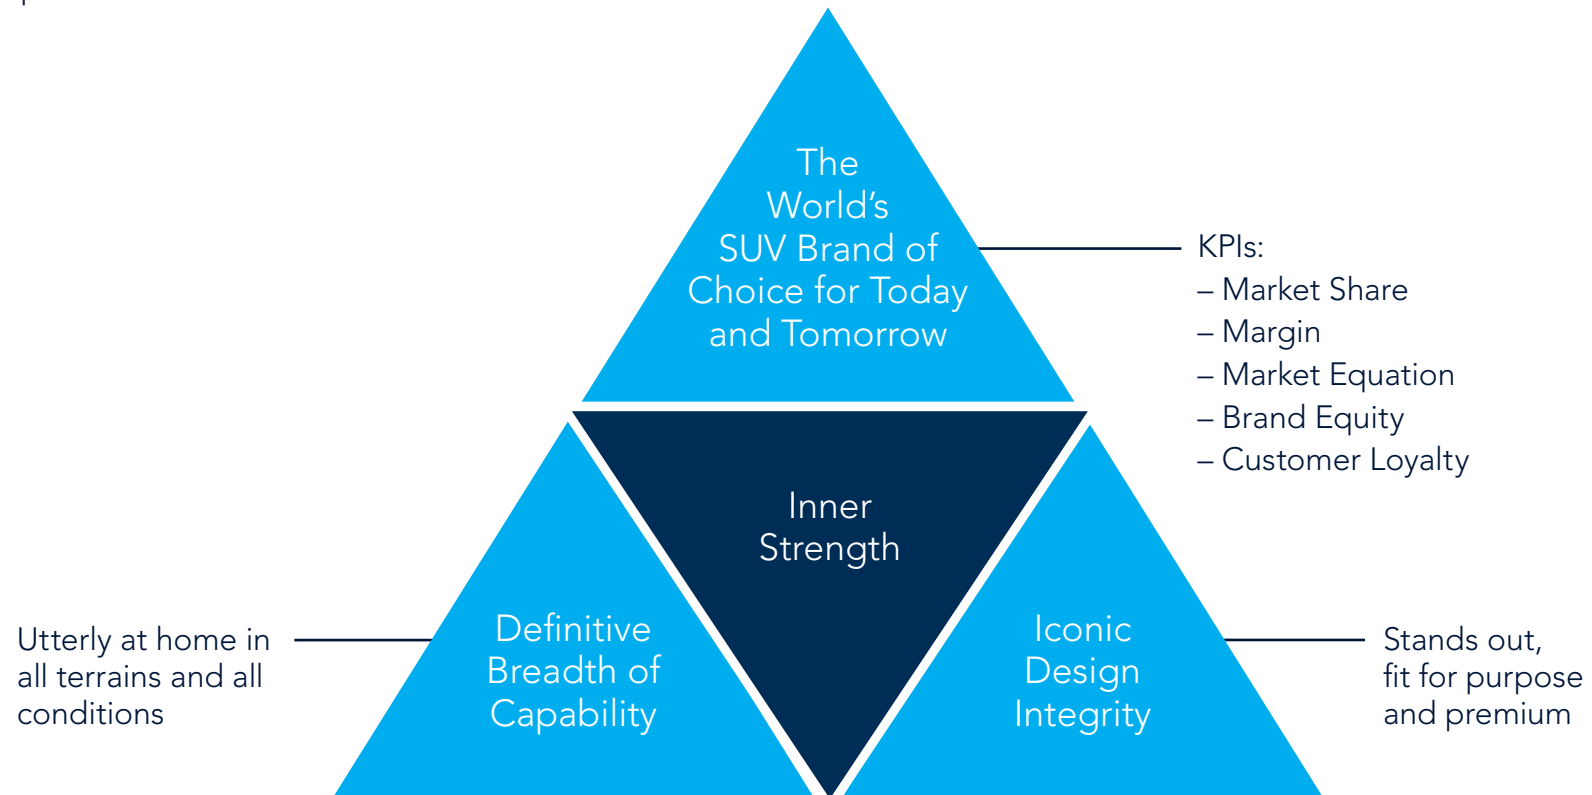 The
World’s
SUV Brand of
Choice for Today
and Tomorrow
KPIs:
– Market Share
– Margin
– Market Equation
– Brand Equity
– Customer Loyalty
Inner
Strength
Utterly at home in
all terrains and all
conditions
Definitive
Breadth of
Capability
Iconic
Design
Integrity
Stands out,
fit for purpose
and premium